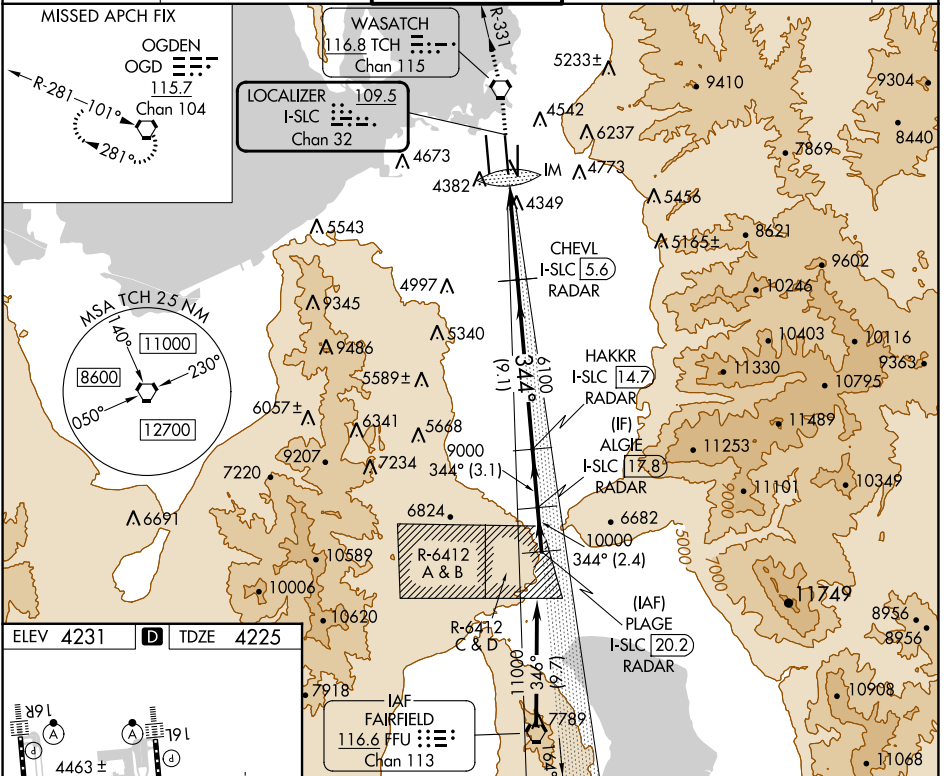 MISSED APCH FIX
OGDEN
OGD
115.7
Chan 104
R-281
101°
281°
WASATCH
116.8 TCH
Chan 115
R-331
LOCALIZER 109.5
I-SLC
Chan 32
5233±
4542
6237
4773
4673
4382
IM
4349
9410
9304
8440
7869
5456
5165±
8621
9602
10246
10403
10116
9363
11330
10795
11489
11253
11101
10349
5543
CHEVL
I-SLC 5.6
RADAR
4997
9345
5340
9486
5589±
6057±
6341
5668
9207
7220
7234
6824
6691
MSA TCH 25 NM
140°
11000
230°
8600
050°
12700
344°
(9.1)
6100
HAKKR
I-SLC 14.7
RADAR
(IF)
ALGIE
I-SLC 17.8
RADAR
9000
344° (3.1)
6682
10000
344° (2.4)
50000
R-6412
A & B
R-6412
C & D
(IAF)
PLAGE
I-SLC 20.2
RADAR
10589
10006
10620
11749
8956
8956
10908
11068
7918
11000
346°
(9.7)
164°
7789
IAF
FAIRFIELD
116.6 FFU
Chan 113
ELEV 4231 D TDZE 4225
16R
A
P
A
16L
P
4463 ±